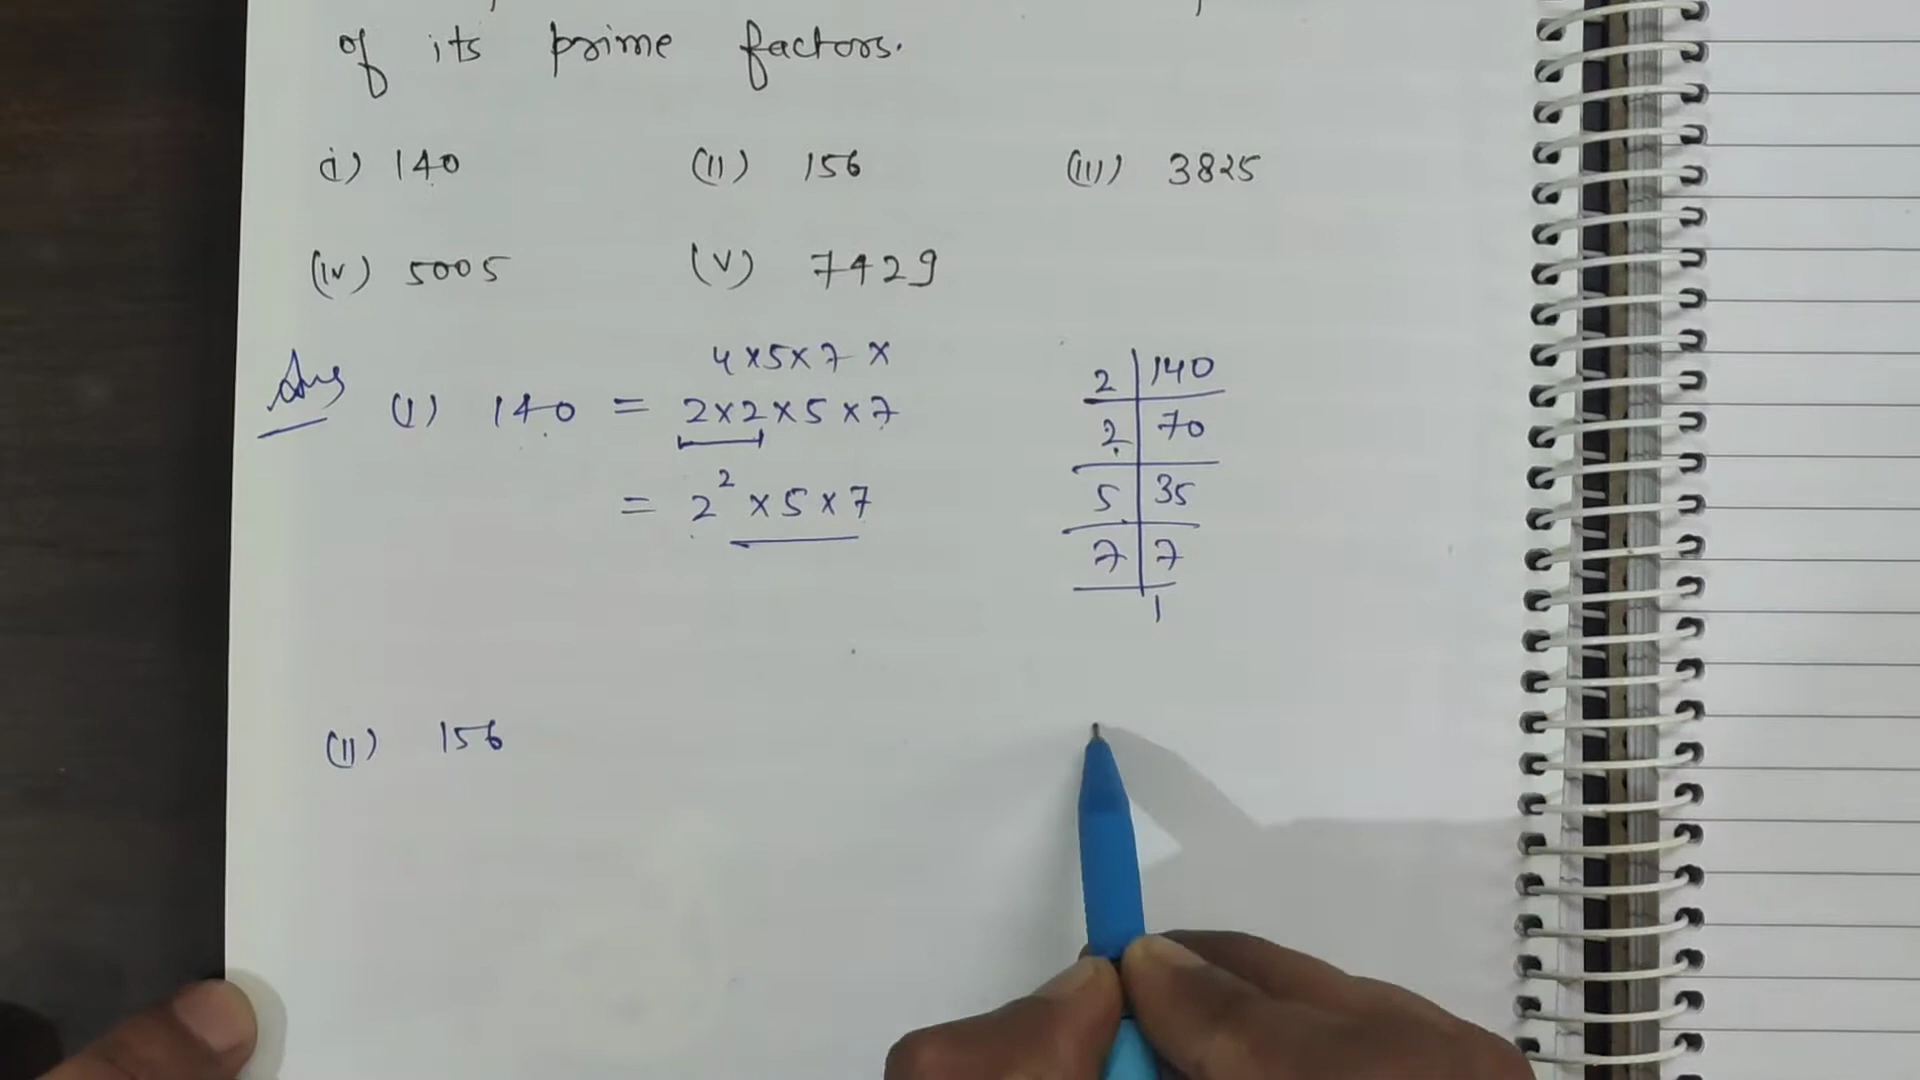 of its prime factors.
(i) 140 (II) 156 (III) 3825
(iv) 5005 (V) 7429
4×5×7 ×
Ans (I) 140 = 2×2×5×7
= 2² ×5×7
2 | 140
2 | 70
5 | 35
7 | 7
1
(II) 156